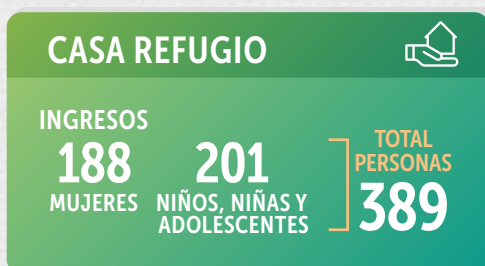 CASA REFUGIO
INGRESOS
188
MUJERES
201
NIÑOS, NIÑAS Y
ADOLESCENTES
TOTAL
PERSONAS
389